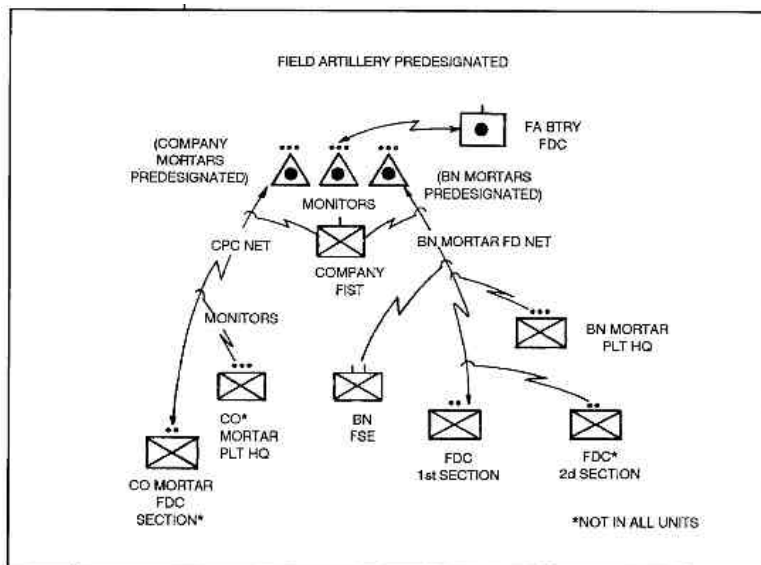 FIELD ARTILLERY PREDESIGNATED
FA BTRY
FDC
(COMPANY
MORTARS
PREDESIGNATED)
(BN MORTARS
PREDESIGNATED)
MONITORS
CPC NET
BN MORTAR FD NET
COMPANY
FIST
MONITORS
BN MORTAR
PLT HQ
CO*
MORTAR
PLT HQ
BN
FSE
FDC
1st SECTION
FDC*
2d SECTION
CO MORTAR
FDC
SECTION*
*NOT IN ALL UNITS